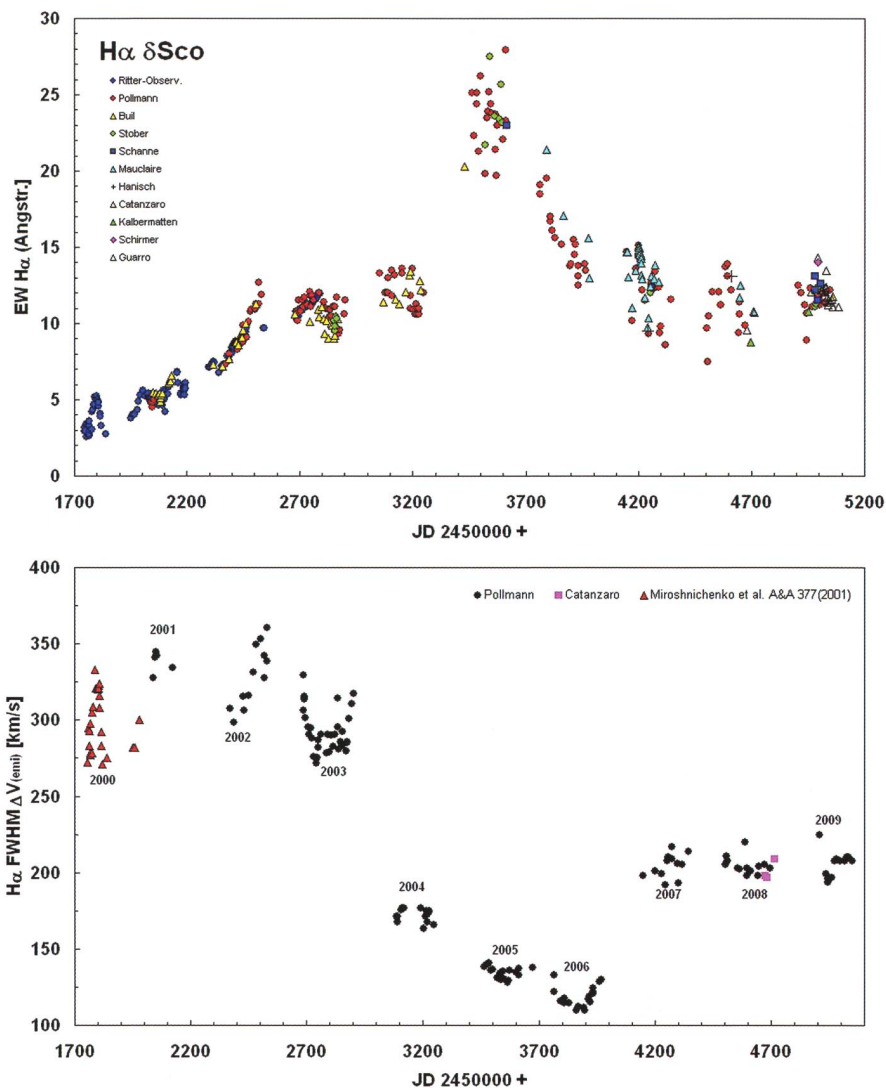 30
25
20
15
10
5
0
EW Hα (Angstr.)
Hα δSco
Ritter-Observ.
Pollmann
Buil
Stober
Schanne
Mauclaire
Hanisch
Catanzaro
Kalbermatten
Schirmer
Guarro
1700 2200 2700 3200 3700 4200 4700 5200
JD 2450000 +
400
350
300
250
200
150
100
Hα FWHM ΔV(emi) [km/s]
Pollmann Catanzaro Miroshnichenko et al. A&A 377(2001)
2001
2000
2002
2003
2004
2005
2006
2007
2008
2009
1700 2200 2700 3200 3700 4200 4700
JD 2450000 +